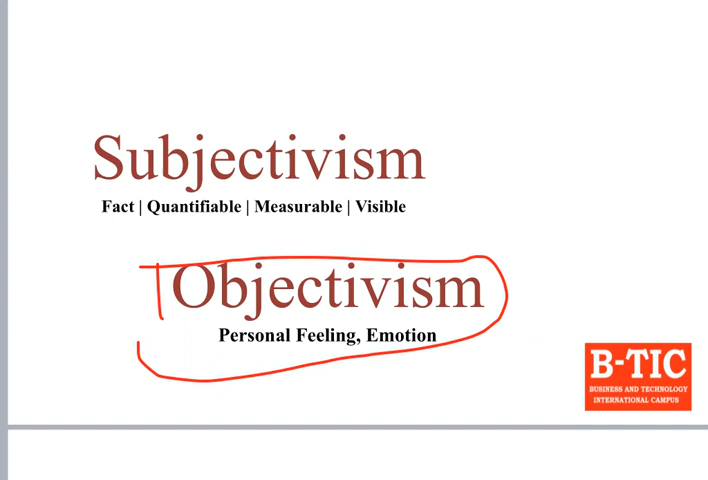 Subjectivism
Fact | Quantifiable | Measurable | Visible
Objectivism
Personal Feeling, Emotion
B-TIC
BUSINESS AND TECHNOLOGY
INTERNATIONAL CAMPUS